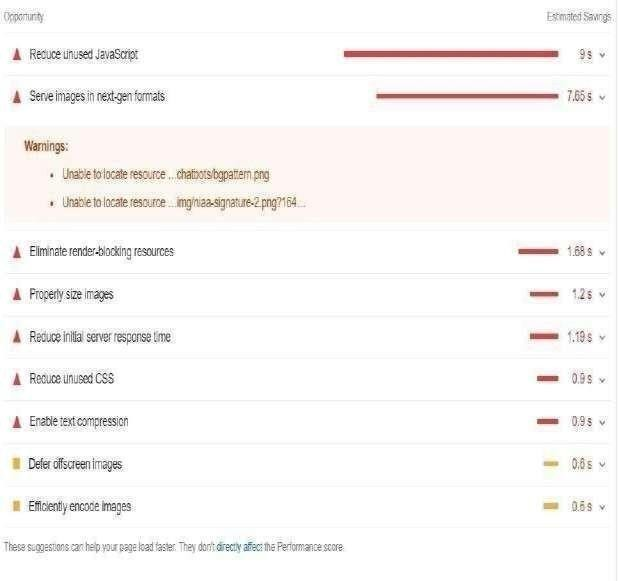 Opportunity Estimated Savings
Reduce unused JavaScript 9 s
Serve images in next-gen formats 7.65 s
Warnings:
• Unable to locate resource …chatbots/bgpattern.png
• Unable to locate resource …img/niaa-signature-2.png?164…
Eliminate render-blocking resources 1.68 s
Properly size images 1.2 s
Reduce initial server response time 1.19 s
Reduce unused CSS 0.9 s
Enable text compression 0.9 s
Defer offscreen images 0.6 s
Efficiently encode images 0.6 s
These suggestions can help your page load faster. They don't directly affect the Performance score.